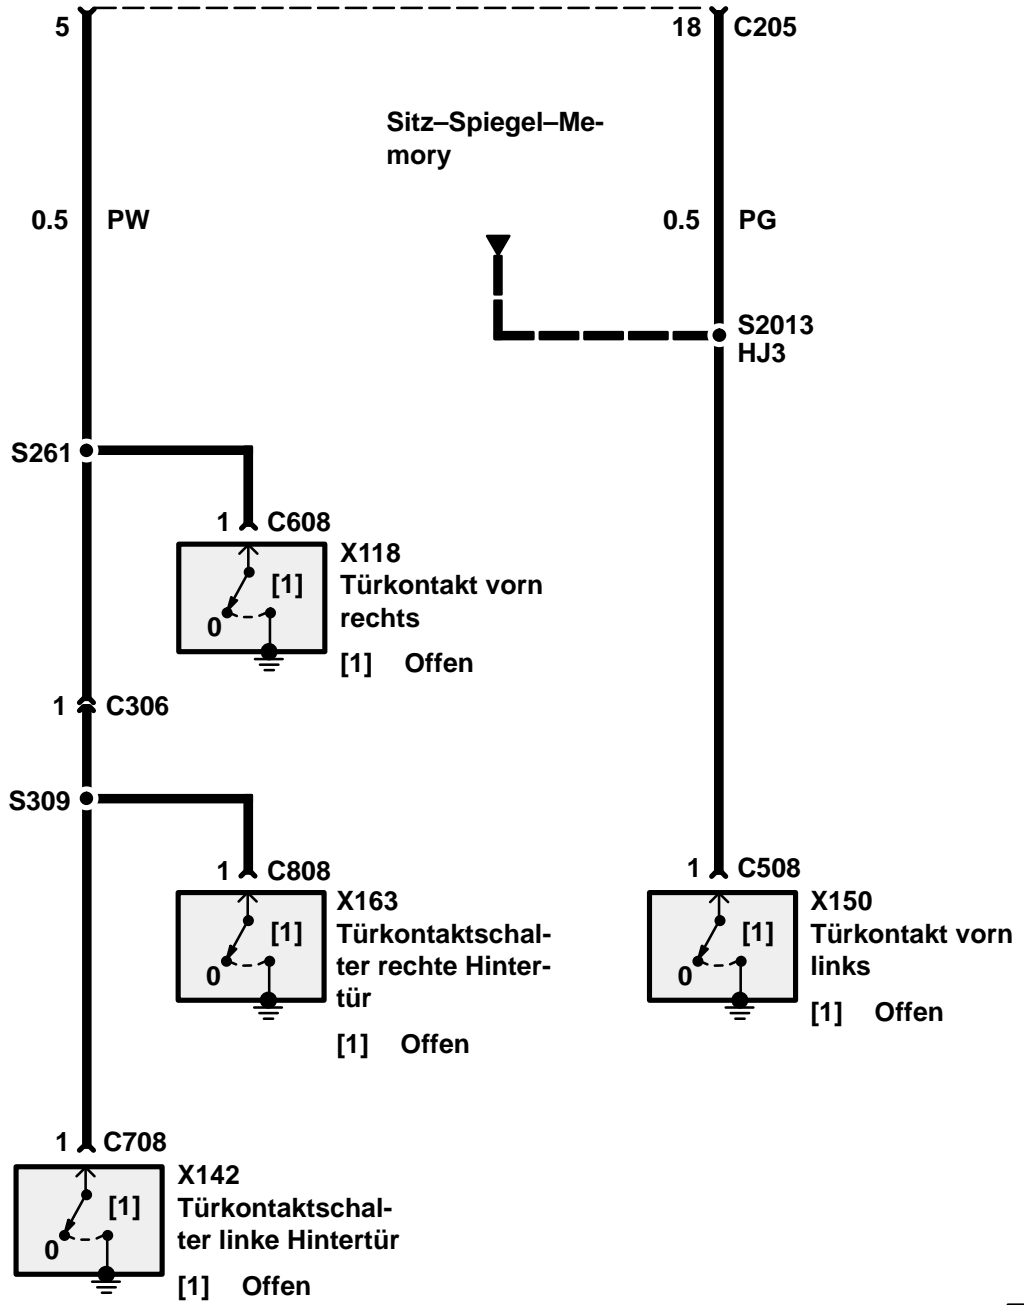 5
18 C205
Sitz–Spiegel–Me-
mory
0.5 PW
0.5 PG
S2013
HJ3
S261
1 C608
X118
[1]
Türkontakt vorn
rechts
0
[1] Offen
1 C306
S309
1 C808
X163
[1]
Türkontaktschal-
ter rechte Hinter-
tür
0
[1] Offen
1 C508
X150
[1]
Türkontakt vorn
links
0
[1] Offen
1 C708
X142
[1]
Türkontaktschal-
ter linke Hintertür
0
[1] Offen